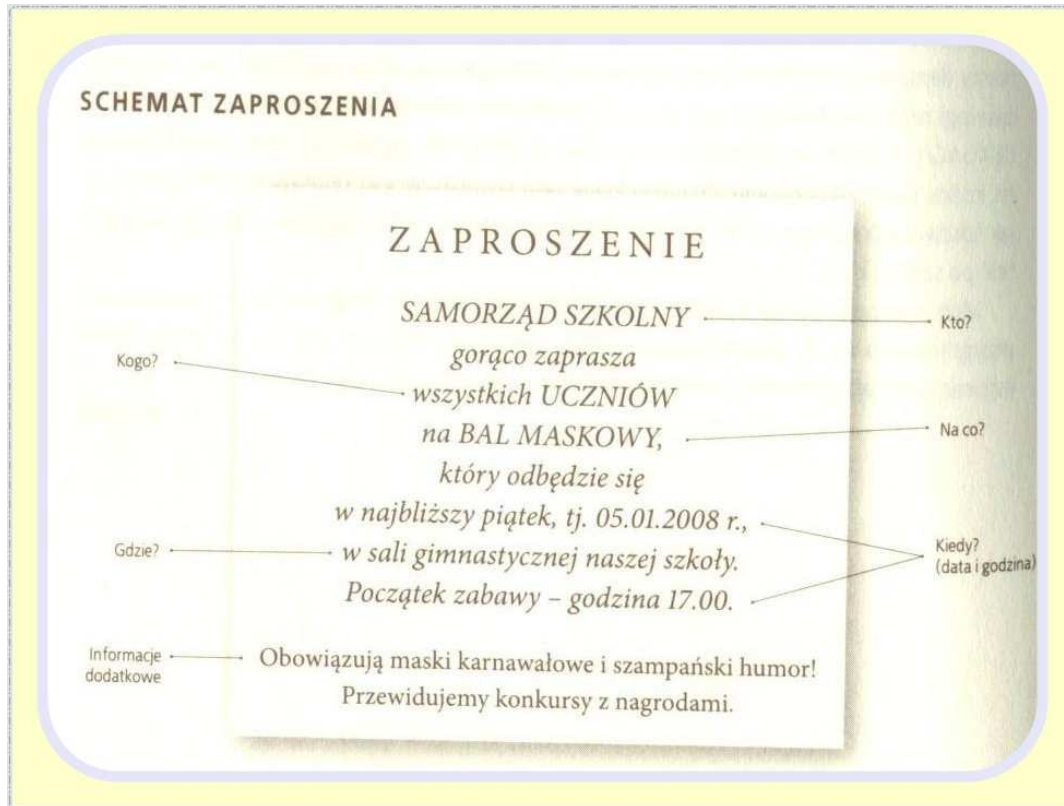 SCHEMAT ZAPROSZENIA
ZAPROSZENIE
SAMORZĄD SZKOLNY
Kto?
gorąco zaprasza
Kogo?
wszystkich UCZNIÓW
na BAL MASKOWY,
Na co?
który odbędzie się
w najbliższy piątek, tj. 05.01.2008 r.,
Gdzie?
w sali gimnastycznej naszej szkoły.
Kiedy?
(data i godzina)
Początek zabawy – godzina 17.00.
Informacje
dodatkowe
Obowiązują maski karnawałowe i szampański humor!
Przewidujemy konkursy z nagrodami.